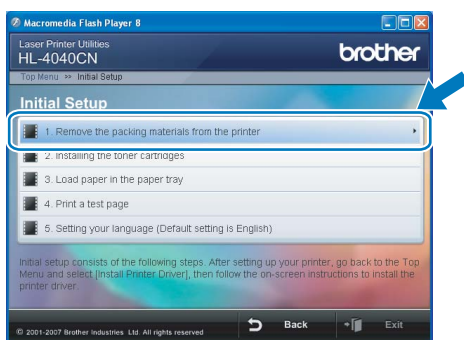 Macromedia Flash Player 8
Laser Printer Utilities
HL-4040CN
brother
Top Menu >> Initial Setup
Initial Setup
1. Remove the packing materials from the printer
2. Installing the toner cartridges
3. Load paper in the paper tray
4. Print a test page
5. Setting your language (Default setting is English)
Initial setup consists of the following steps. After setting up your printer, go back to the Top
Menu and select [Install Printer Driver], then follow the on-screen instructions to install the
printer driver.
© 2001-2007 Brother Industries Ltd. All rights reserved
Back
Exit